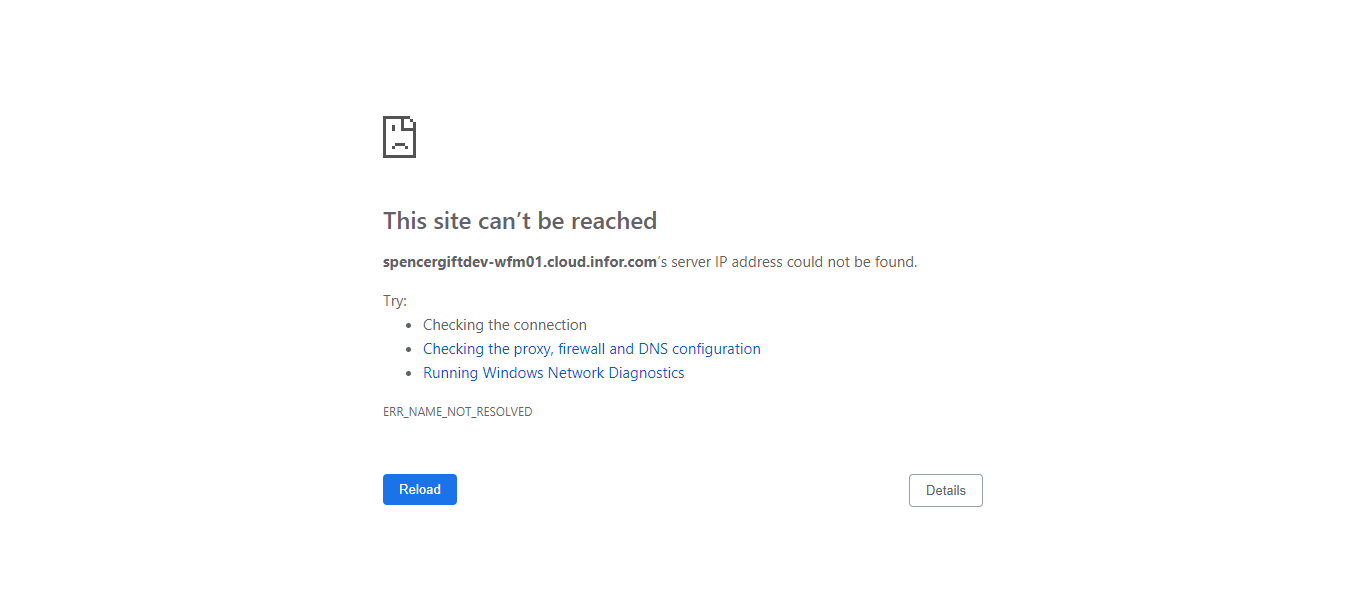 This site can’t be reached
spencergiftdev-wfm01.cloud.infor.com’s server IP address could not be found.
Try:
• Checking the connection
• Checking the proxy, firewall and DNS configuration
• Running Windows Network Diagnostics
ERR_NAME_NOT_RESOLVED
Reload
Details